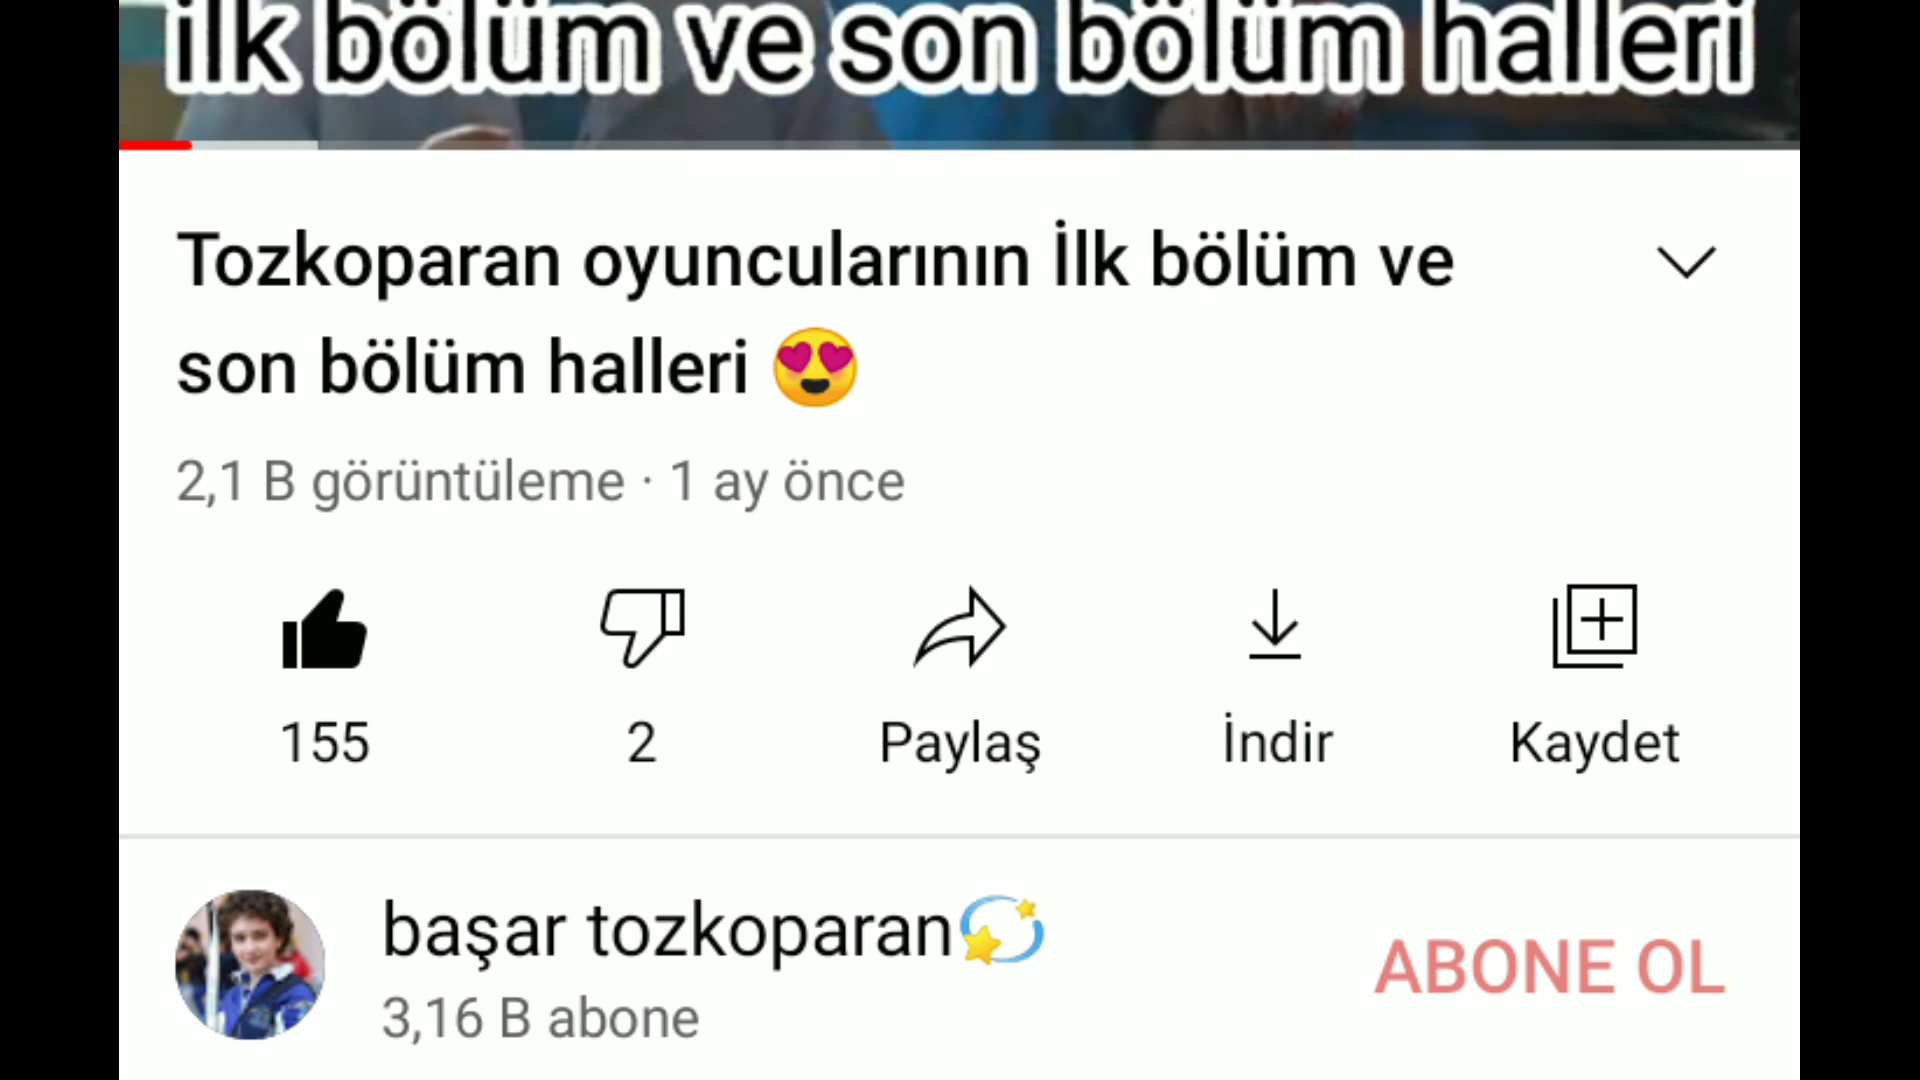 ilk bölüm ve son bölüm halleri
Tozkoparan oyuncularının İlk bölüm ve
son bölüm halleri 😍
2,1 B görüntüleme · 1 ay önce
155 2 Paylaş İndir Kaydet
başar tozkoparan💫
3,16 B abone
ABONE OL